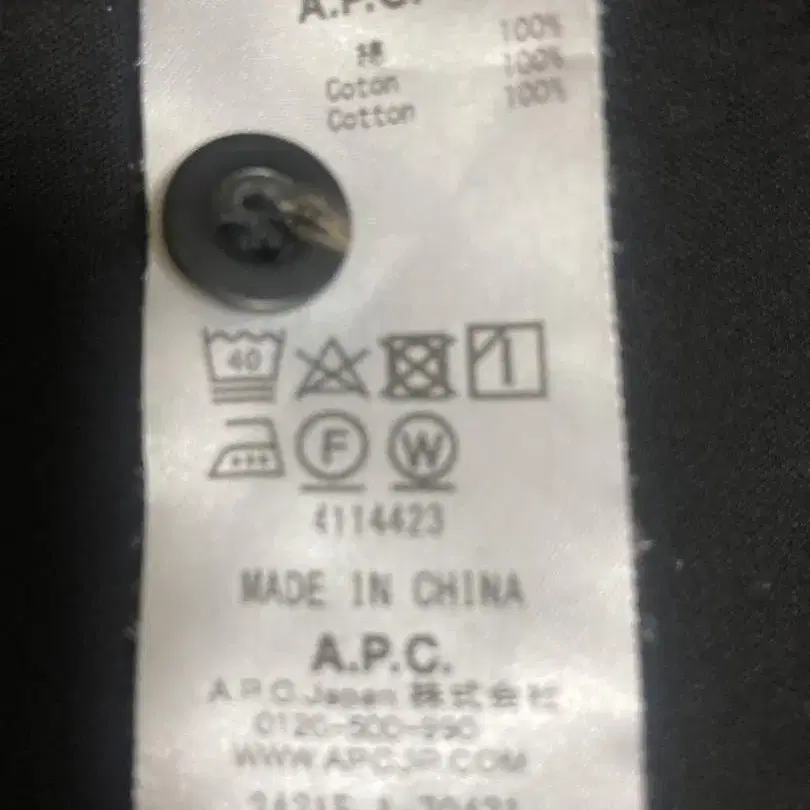 A.P.C.
綿 100%
Coton 100%
Cotton 100%
40
F W
4114423
MADE IN CHINA
A.P.C.
A.P.C.Japan 株式会社
0120-500-990
WWW.APCJP.COM